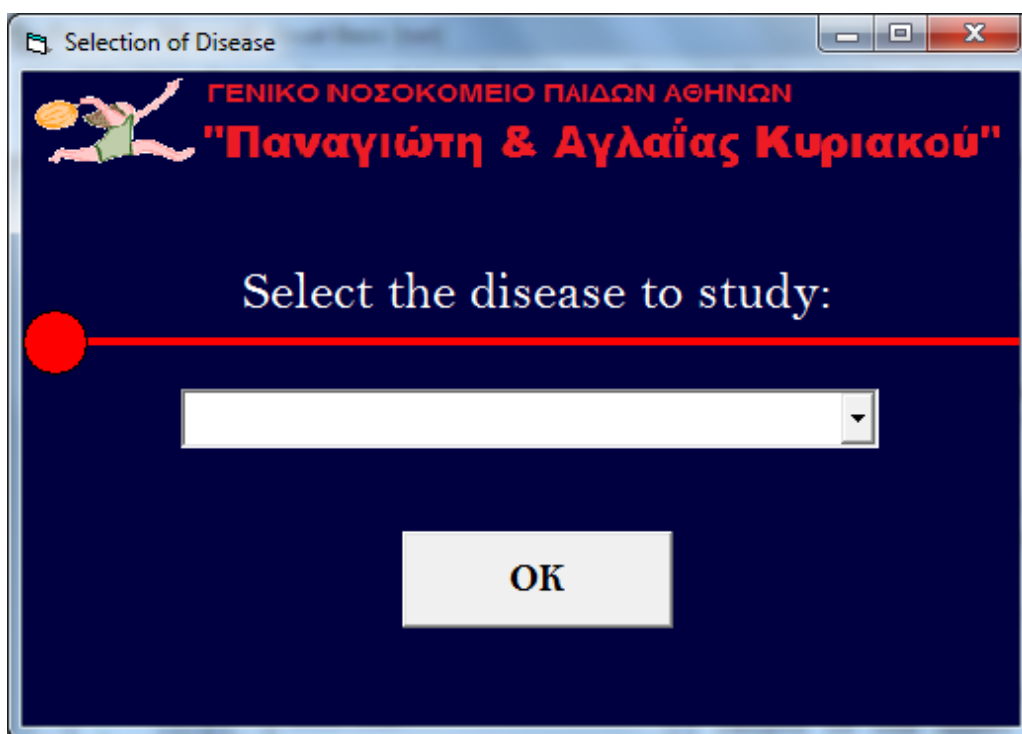 Selection of Disease
ΓΕΝΙΚΟ ΝΟΣΟΚΟΜΕΙΟ ΠΑΙΔΩΝ ΑΘΗΝΩΝ
"Παναγιώτη & Αγλαΐας Κυριακού"
Select the disease to study:
OK